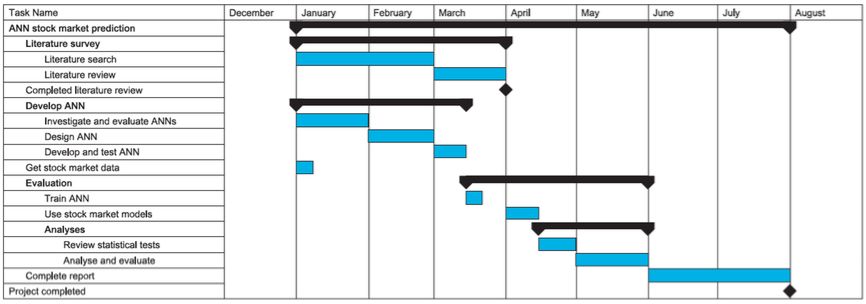 Task Name December January February March April May June July August
ANN stock market prediction
Literature survey
Literature search
Literature review
Completed literature review
Develop ANN
Investigate and evaluate ANNs
Design ANN
Develop and test ANN
Get stock market data
Evaluation
Train ANN
Use stock market models
Analyses
Review statistical tests
Analyse and evaluate
Complete report
Project completed